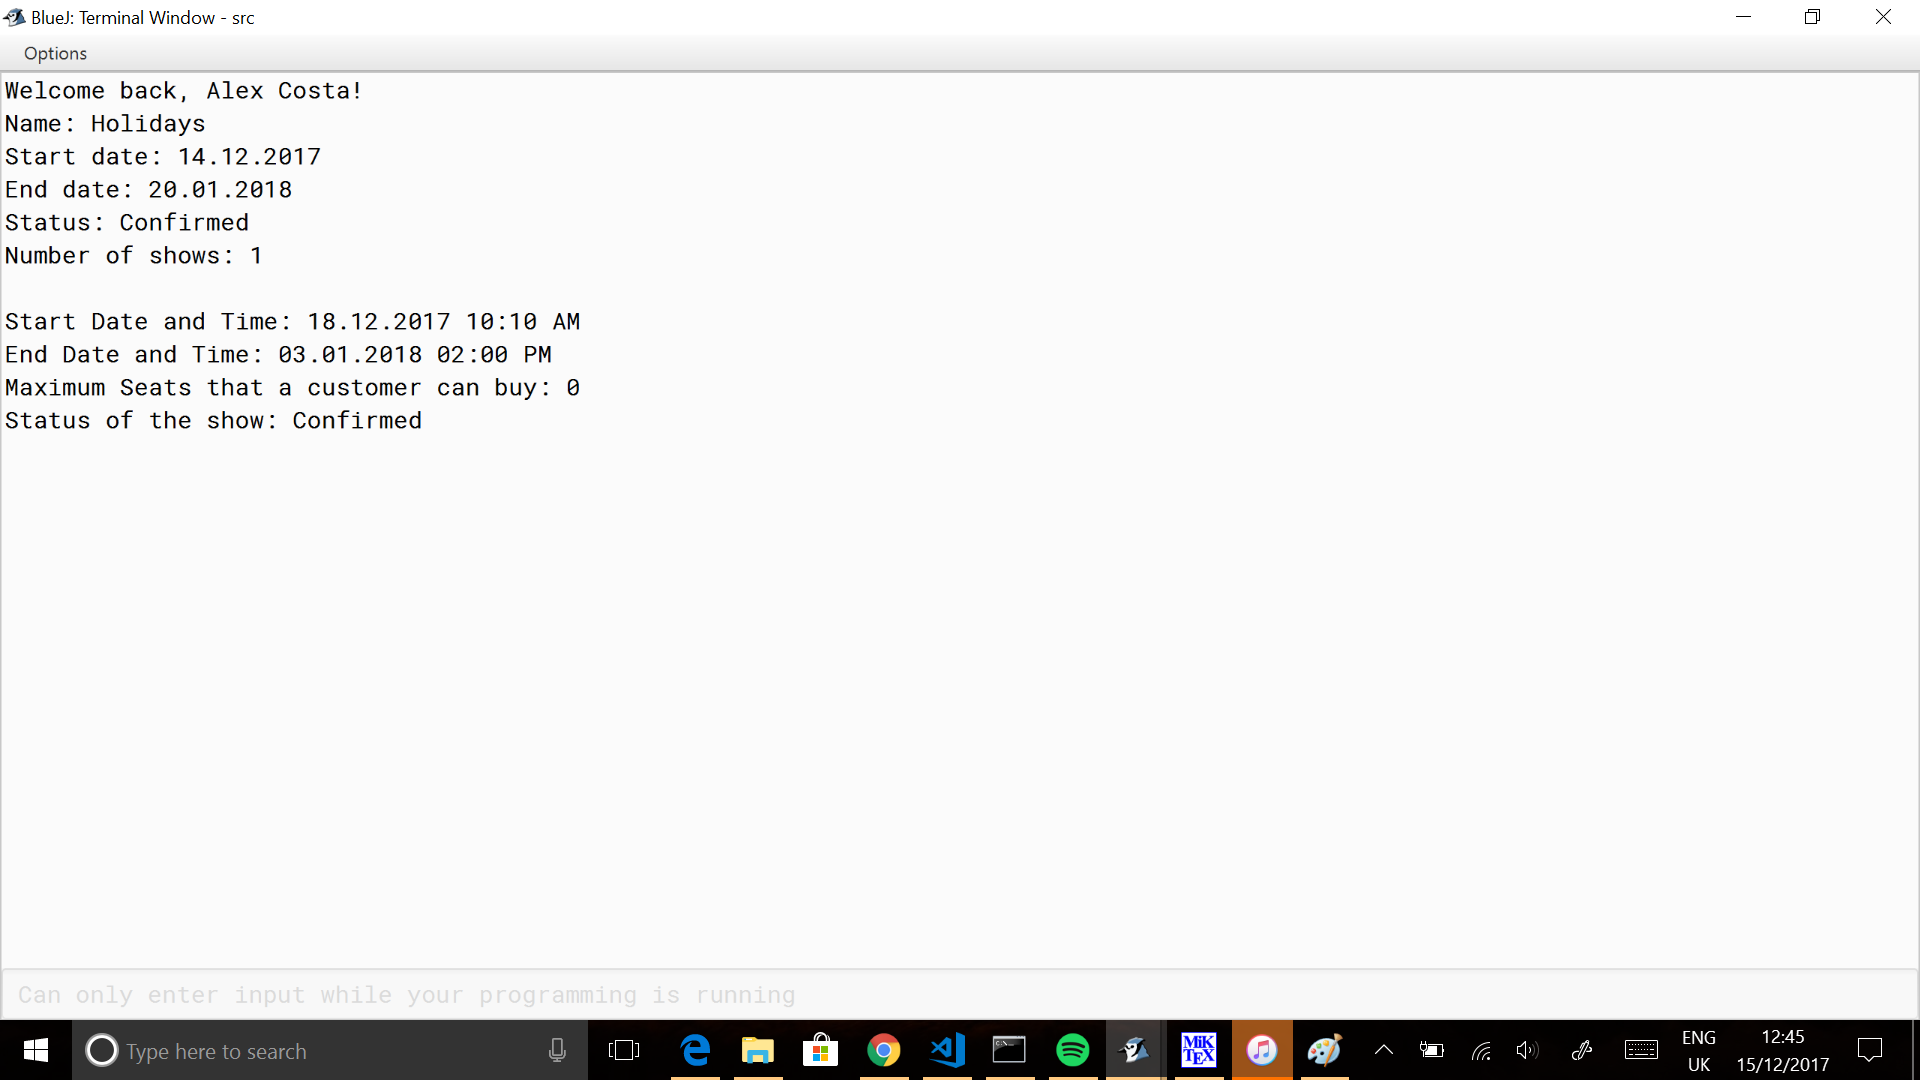 BlueJ: Terminal Window - src
Options
Welcome back, Alex Costa!
Name: Holidays
Start date: 14.12.2017
End date: 20.01.2018
Status: Confirmed
Number of shows: 1
Start Date and Time: 18.12.2017 10:10 AM
End Date and Time: 03.01.2018 02:00 PM
Maximum Seats that a customer can buy: 0
Status of the show: Confirmed
Can only enter input while your programming is running
Type here to search
MiK
TEX
ENG
UK
12:45
15/12/2017